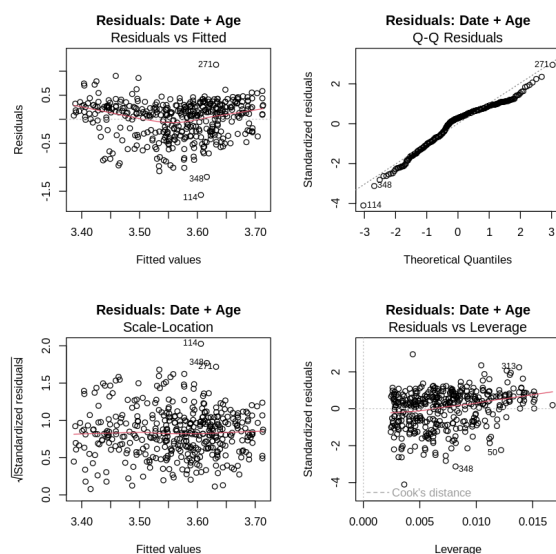 Residuals: Date + Age
Residuals vs Fitted
Residuals
0.5
-0.5
-1.5
271
348
114
3.40 3.50 3.60 3.70
Fitted values
Residuals: Date + Age
Q-Q Residuals
Standardized residuals
2
0
-2
-4
271
348
114
-3 -2 -1 0 1 2 3
Theoretical Quantiles
Residuals: Date + Age
Scale-Location
√|Standardized residuals|
2.0
1.5
1.0
0.5
0.0
114
348
271
3.40 3.50 3.60 3.70
Fitted values
Residuals: Date + Age
Residuals vs Leverage
Standardized residuals
2
0
-2
-4
313
50
348
Cook's distance
0.000 0.005 0.010 0.015
Leverage